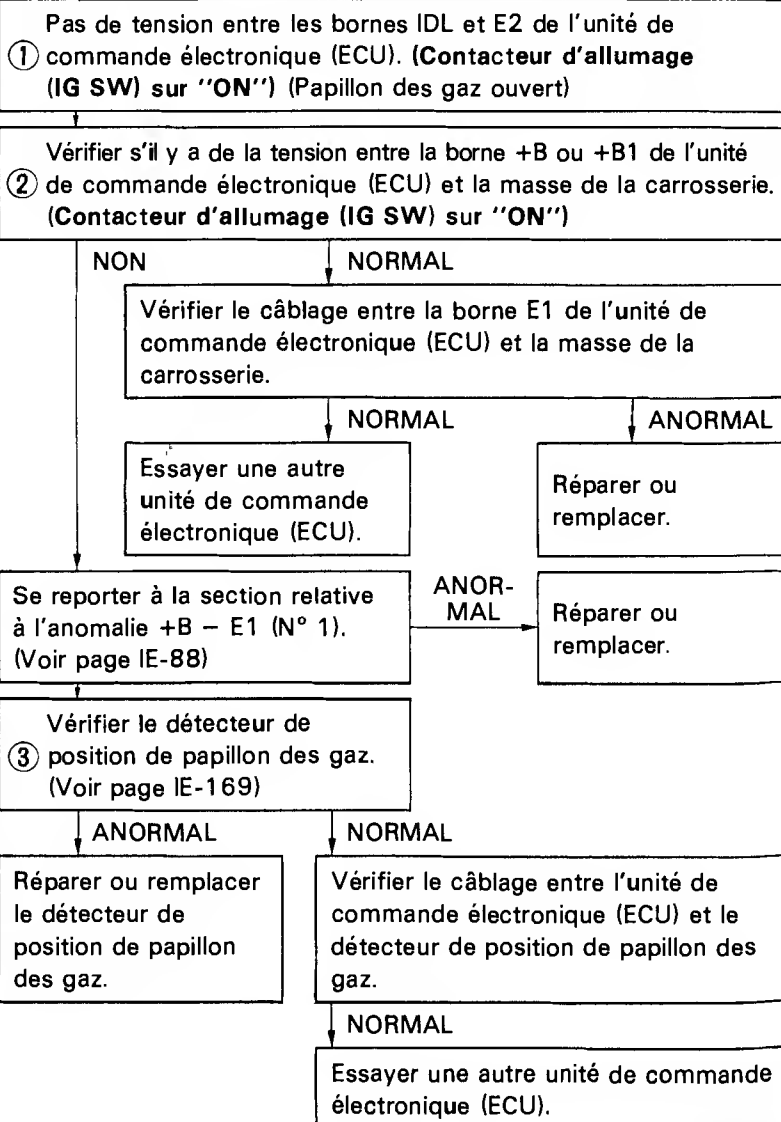 Pas de tension entre les bornes IDL et E2 de l'unité de
① commande électronique (ECU). (Contacteur d'allumage
(IG SW) sur ''ON'') (Papillon des gaz ouvert)
Vérifier s'il y a de la tension entre la borne +B ou +B1 de l'unité
② de commande électronique (ECU) et la masse de la carrosserie.
(Contacteur d'allumage (IG SW) sur ''ON'')
NON
NORMAL
Vérifier le câblage entre la borne E1 de l'unité de
commande électronique (ECU) et la masse de la
carrosserie.
NORMAL
ANORMAL
Essayer une autre
unité de commande
électronique (ECU).
Réparer ou
remplacer.
Se reporter à la section relative
à l'anomalie +B – E1 (N° 1).
(Voir page IE-88)
ANOR-
MAL
Réparer ou
remplacer.
Vérifier le détecteur de
③ position de papillon des gaz.
(Voir page IE-169)
ANORMAL
NORMAL
Réparer ou remplacer
le détecteur de
position de papillon
des gaz.
Vérifier le câblage entre l'unité de
commande électronique (ECU) et le
détecteur de position de papillon des
gaz.
NORMAL
Essayer une autre unité de commande
électronique (ECU).